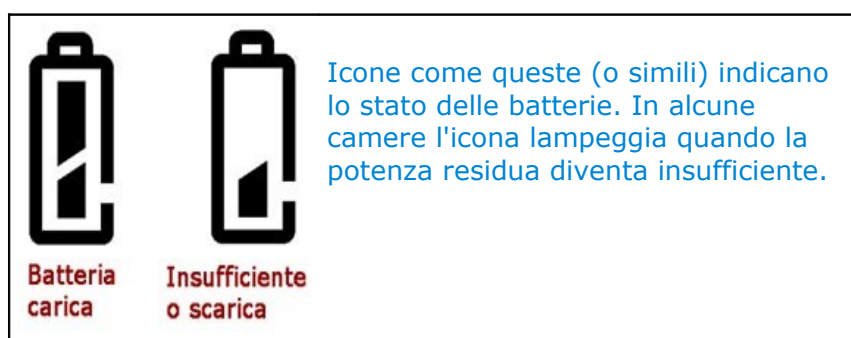 Icone come queste (o simili) indicano
lo stato delle batterie. In alcune
camere l'icona lampeggia quando la
potenza residua diventa insufficiente.
Batteria
carica
Insufficiente
o scarica